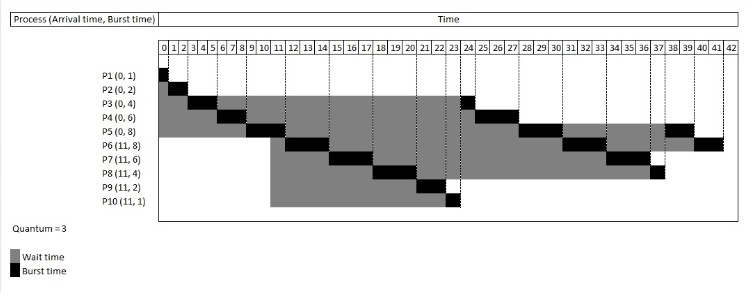 Process (Arrival time, Burst time) Time
0 1 2 3 4 5 6 7 8 9 10 11 12 13 14 15 16 17 18 19 20 21 22 23 24 25 26 27 28 29 30 31 32 33 34 35 36 37 38 39 40 41 42
P1 (0, 1)
P2 (0, 2)
P3 (0, 4)
P4 (0, 6)
P5 (0, 8)
P6 (11, 8)
P7 (11, 6)
P8 (11, 4)
P9 (11, 2)
P10 (11, 1)
Quantum = 3
Wait time
Burst time